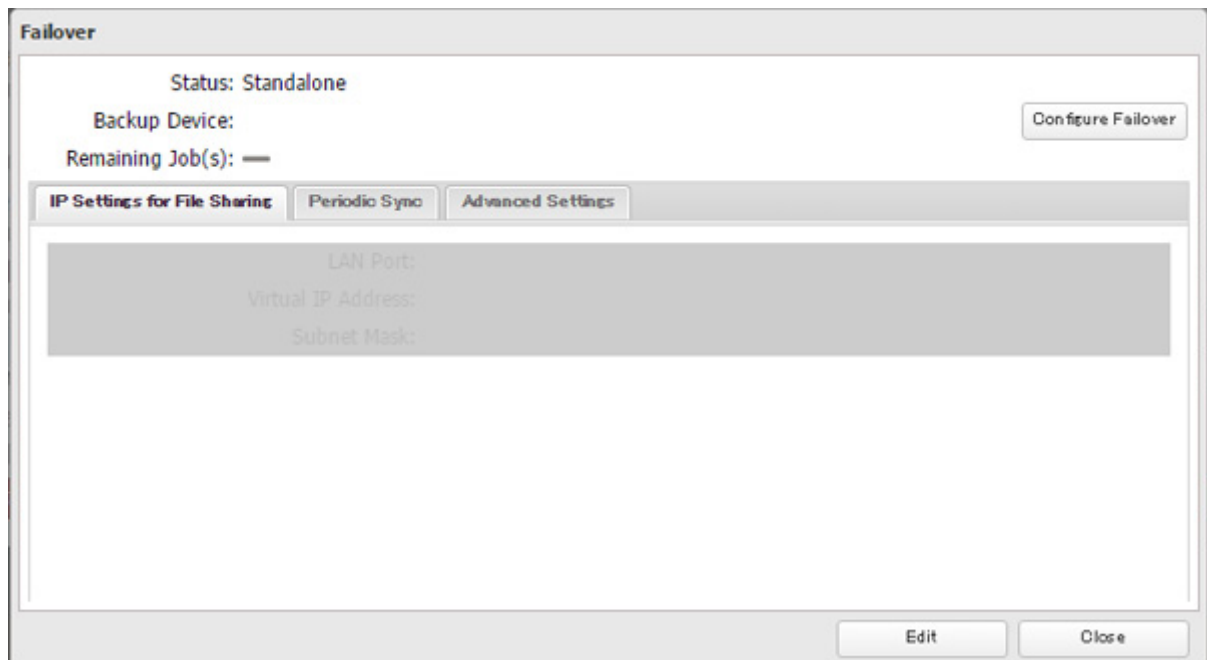 Failover
Status: Standalone
Backup Device:
Configure Failover
Remaining Job(s): —
IP Settings for File Sharing
Periodic Sync
Advanced Settings
LAN Port:
Virtual IP Address:
Subnet Mask:
Edit
Close